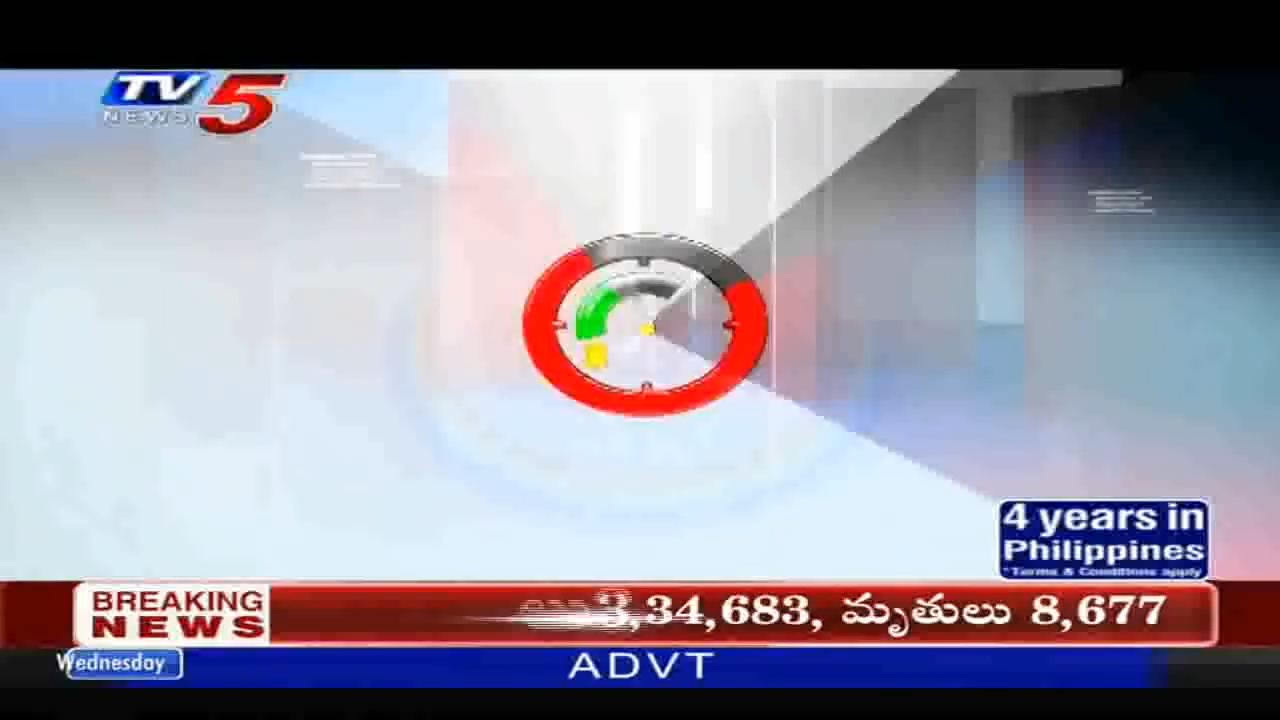 TV5
NEWS
4 years in
Philippines
*Terms & Conditions apply
BREAKING
NEWS
3,34,683, మృతులు 8,677
Wednesday
ADVT